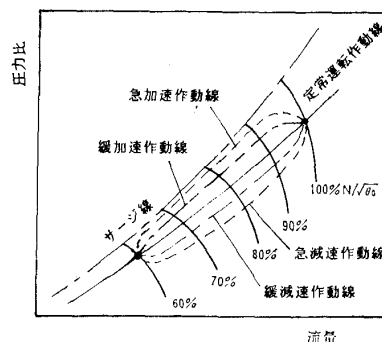 圧力比
急加速作動線
定常運転作動線
緩加速作動線
サージ線
100% N/√θ₀
90%
80%
70%
60%
急減速作動線
緩減速作動線
流量